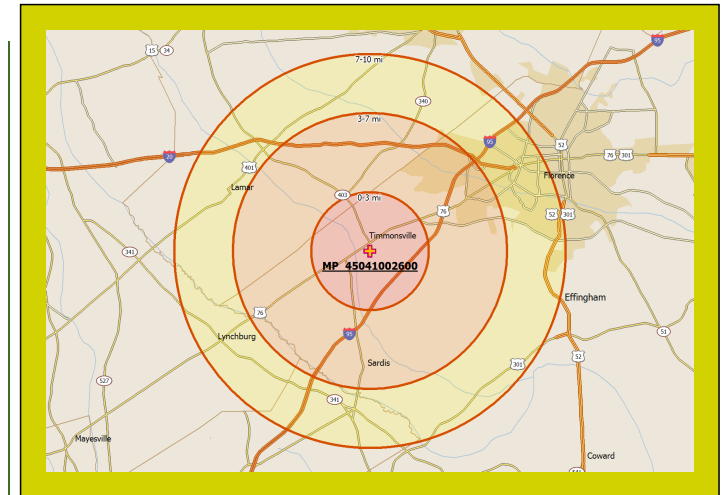 95
15
34
7-10 mi
340
3-7 mi
95
52
76
301
20
401
Florence
Lamar
403
0-3 mi
76
52
301
Timmonsville
341
MP 45041002600
Effingham
76
95
51
Lynchburg
52
Sardis
301
527
341
Mayesville
Coward